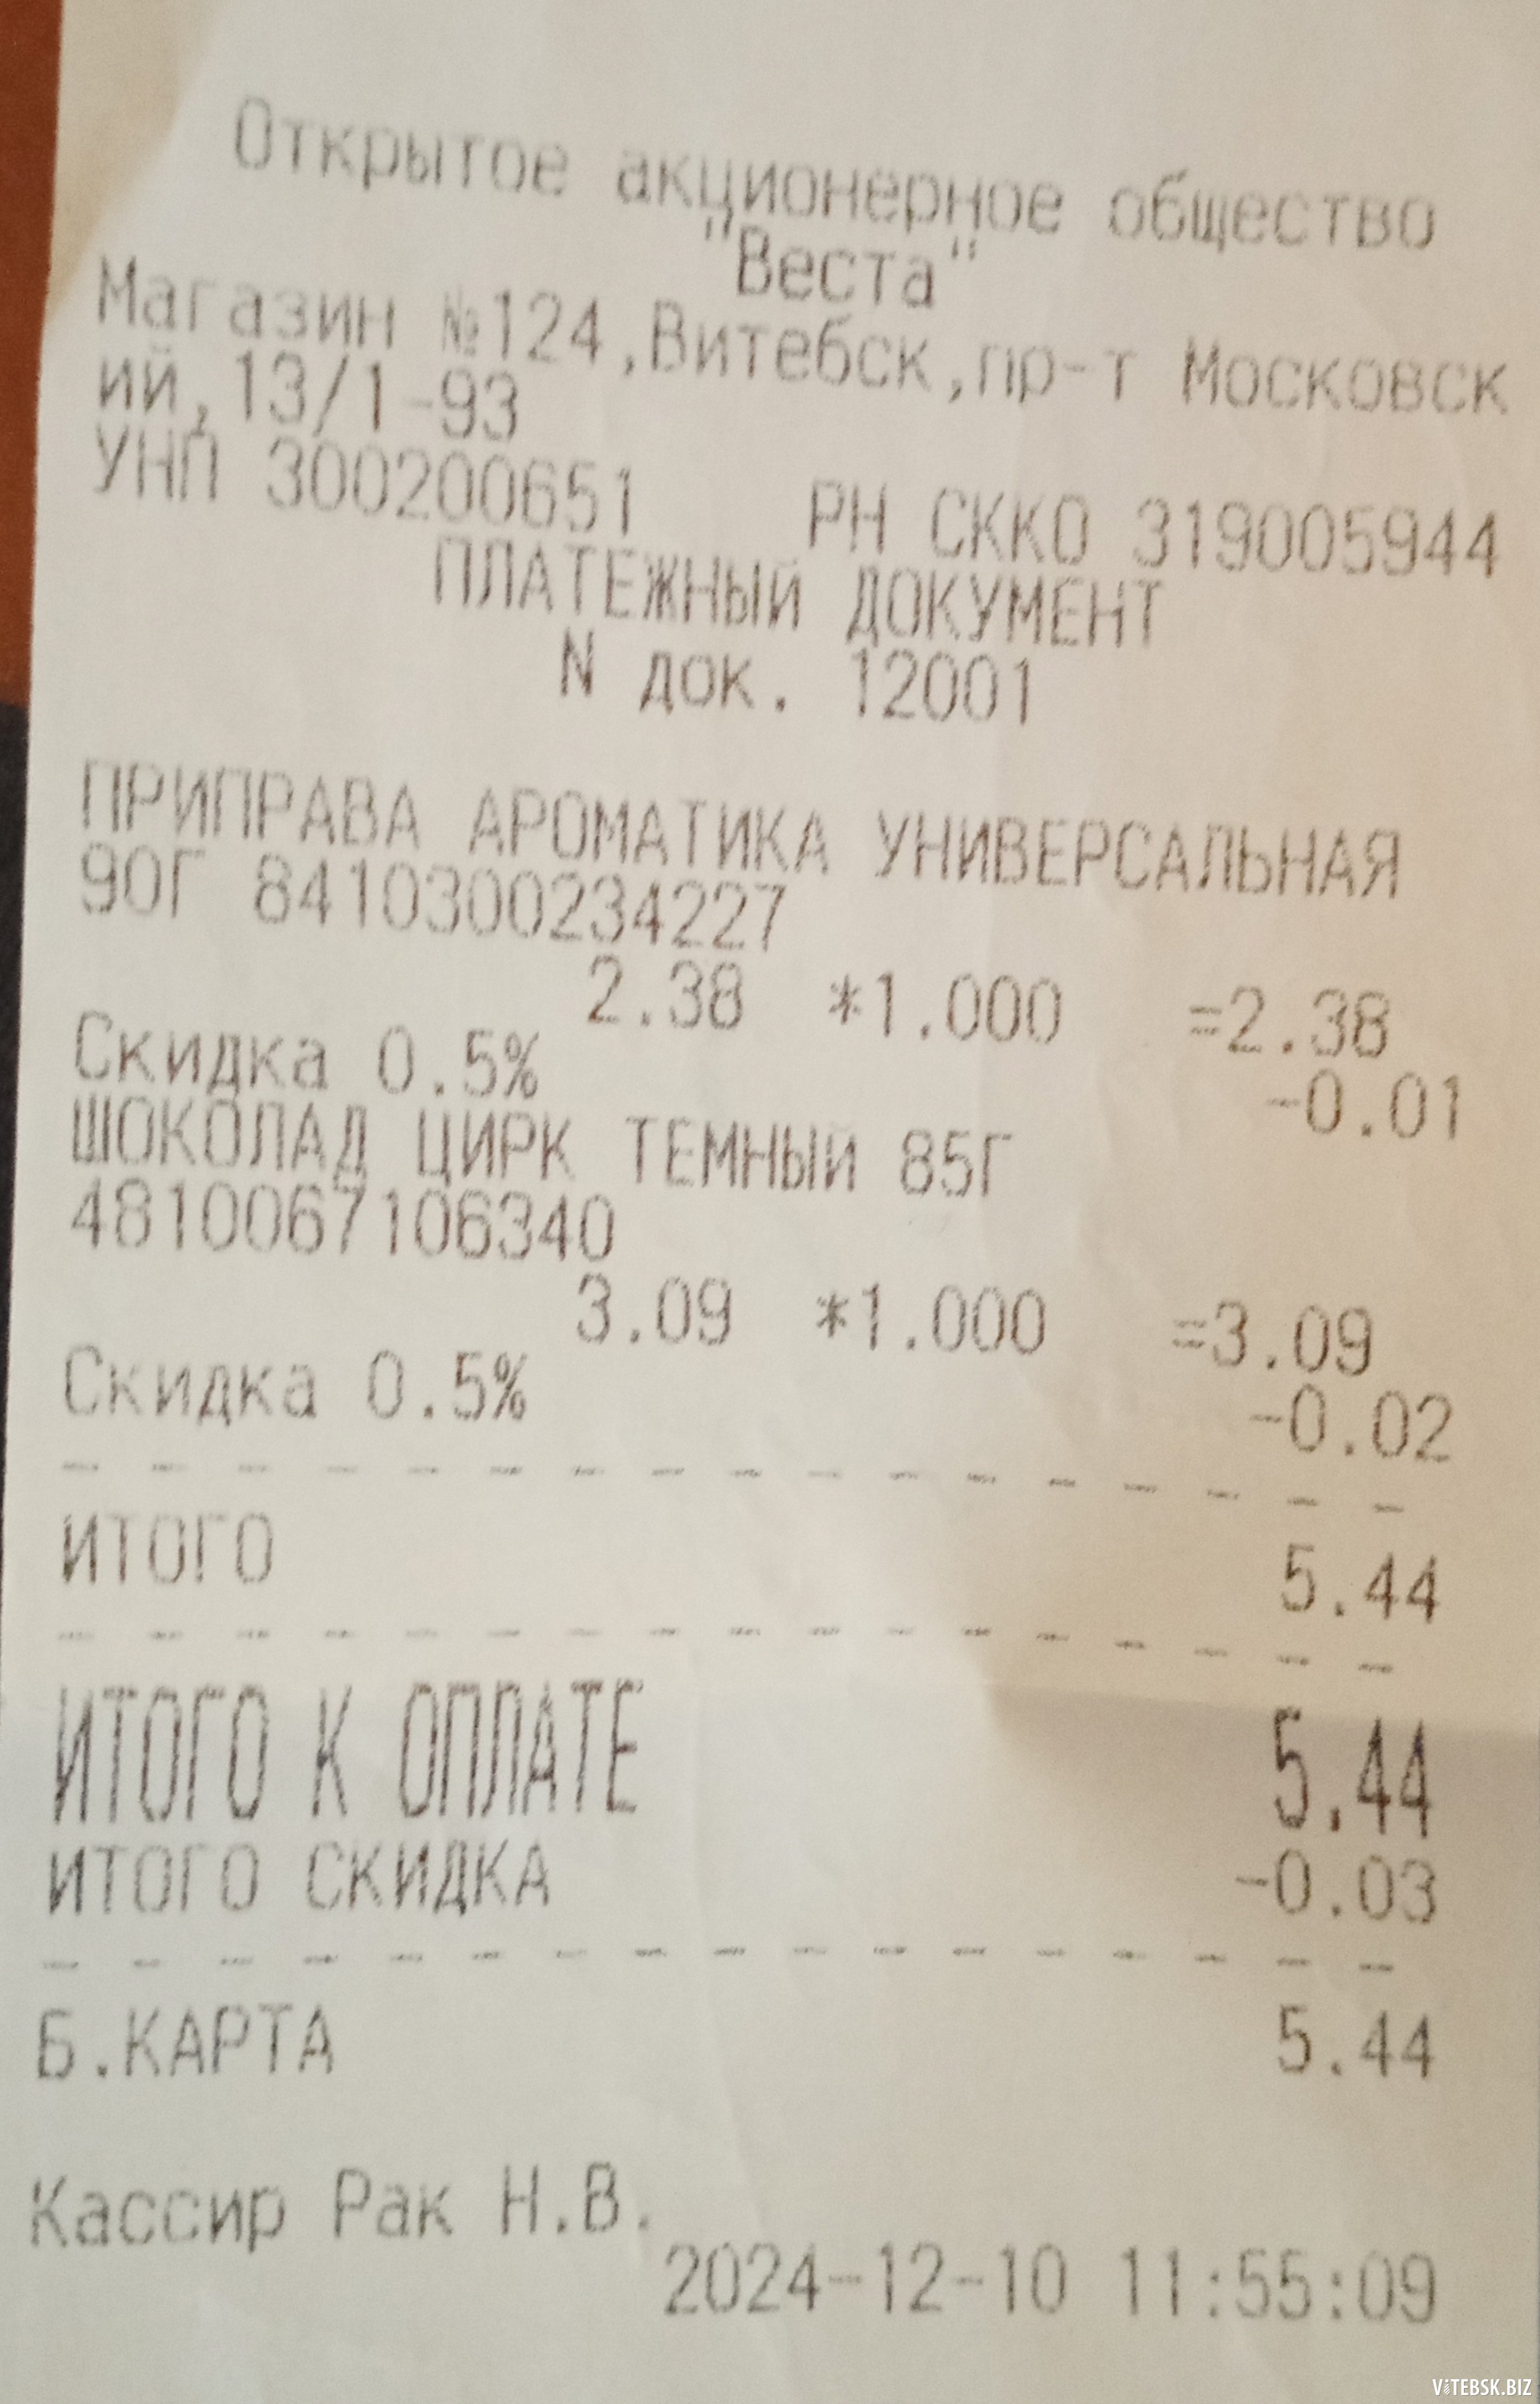 Открытое акционерное общество
"Веста"
Магазин №124,Витебск,пр-т Московск
ий,13/1-93
УНП 300200651 РН СККО 319005944
ПЛАТЕЖНЫЙ ДОКУМЕНТ
N док. 12001
ПРИПРАВА АРОМАТИКА УНИВЕРСАЛЬНАЯ
90Г 8410300234227
2.38 *1.000 =2.38
Скидка 0.5% -0.01
ШОКОЛАД ЦИРК ТЕМНЫЙ 85Г
4810067106340
3.09 *1.000 =3.09
Скидка 0.5% -0.02
ИТОГО 5.44
ИТОГО К ОПЛАТЕ 5.44
ИТОГО СКИДКА -0.03
Б.КАРТА 5.44
Кассир Рак Н.В.
2024-12-10 11:55:09
ViTEBSK.BIZ